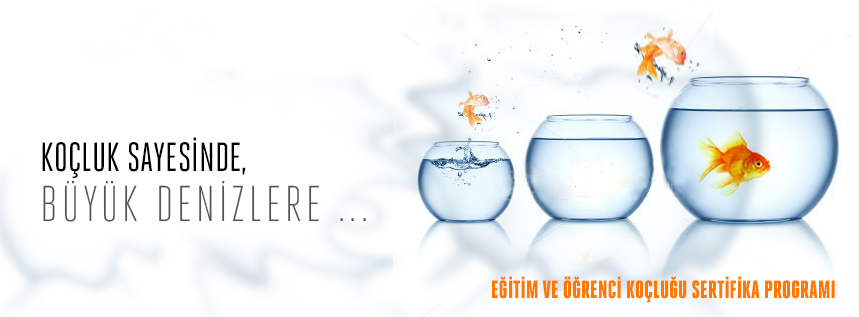 KOÇLUK SAYESİNDE,
BÜYÜK DENİZLERE ...
EĞİTİM VE ÖĞRENCİ KOÇLUĞU SERTİFİKA PROGRAMI